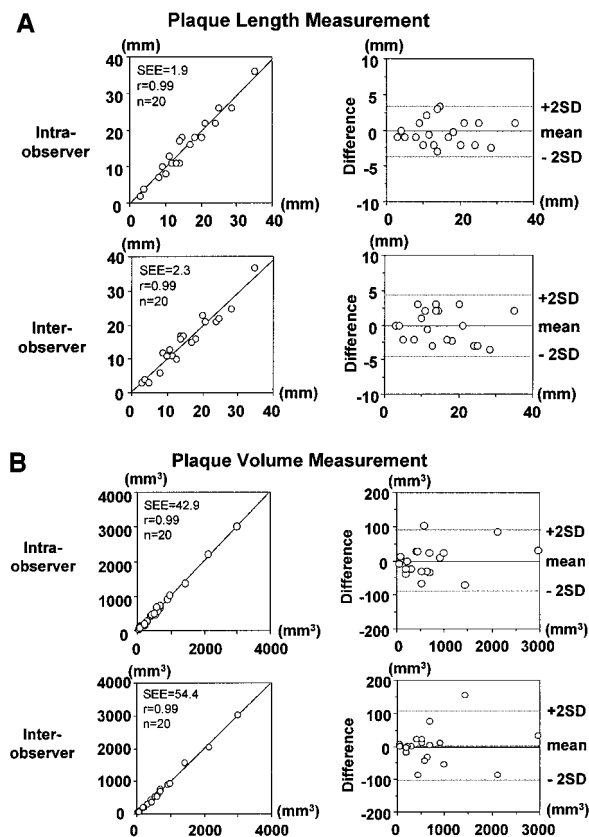 A
Plaque Length Measurement
(mm)
(mm)
Intra-
observer
40
30
20
10
0
SEE=1.9
r=0.99
n=20
0 10 20 30 40
(mm)
Difference
10
5
0
-5
-10
+2SD
mean
- 2SD
(mm)
0 20 40
(mm)
Inter-
observer
40
30
20
10
0
SEE=2.3
r=0.99
n=20
0 10 20 30 40
(mm)
Difference
10
5
0
-5
-10
+2SD
mean
- 2SD
(mm)
0 20 40
B
Plaque Volume Measurement
(mm³)
(mm³)
Intra-
observer
4000
3000
2000
1000
0
SEE=42.9
r=0.99
n=20
0 2000 4000
(mm³)
Difference
200
100
0
-100
-200
+2SD
mean
- 2SD
0 1000 2000 3000
(mm³)
(mm³)
(mm³)
Inter-
observer
4000
3000
2000
1000
0
SEE=54.4
r=0.99
n=20
0 2000 4000
(mm³)
Difference
200
100
0
-100
-200
+2SD
mean
- 2SD
0 1000 2000 3000